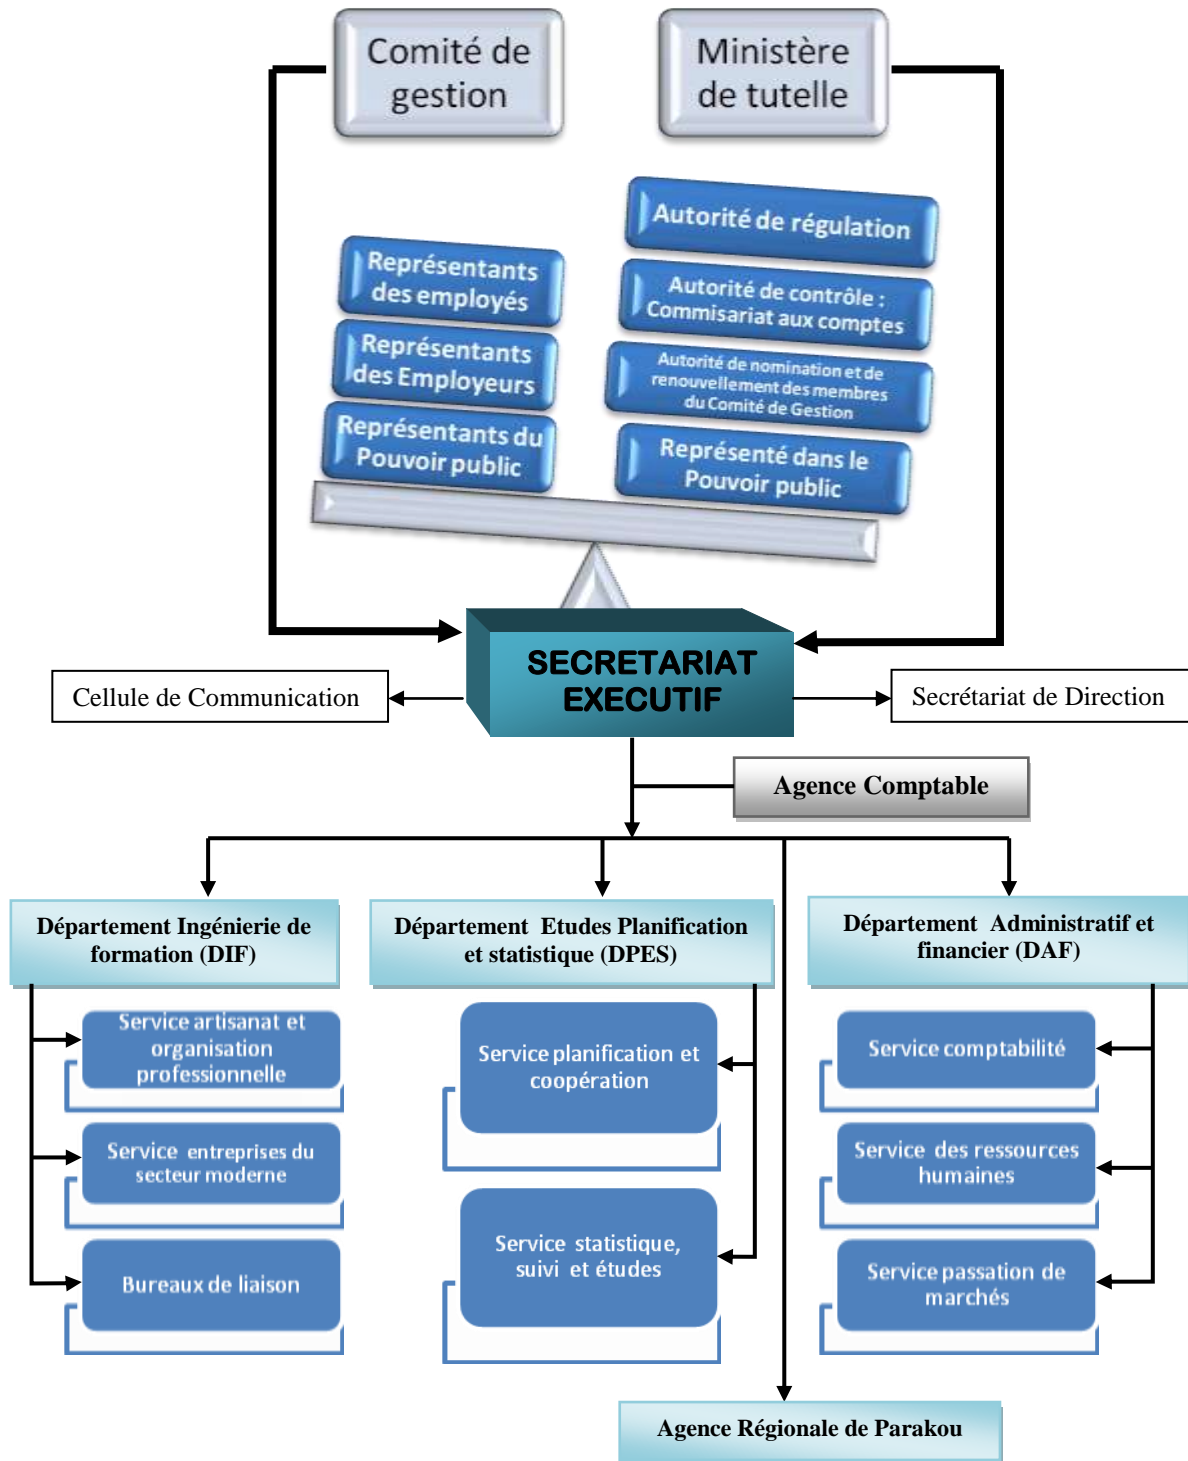 Comité de
gestion
Ministère
de tutelle
Autorité de régulation
Représentants
des employés
Autorité de contrôle :
Commisariat aux comptes
Représentants
des Employeurs
Autorité de nomination et de
renouvellement des membres
du Comité de Gestion
Représentants du
Pouvoir public
Représenté dans le
Pouvoir public
SECRETARIAT
EXECUTIF
Cellule de Communication
Secrétariat de Direction
Agence Comptable
Département Ingénierie de
formation (DIF)
Département Etudes Planification
et statistique (DPES)
Département Administratif et
financier (DAF)
Service artisanat et
organisation
professionnelle
Service entreprises du
secteur moderne
Bureaux de liaison
Service planification et
coopération
Service statistique,
suivi et études
Service comptabilité
Service des ressources
humaines
Service passation de
marchés
Agence Régionale de Parakou